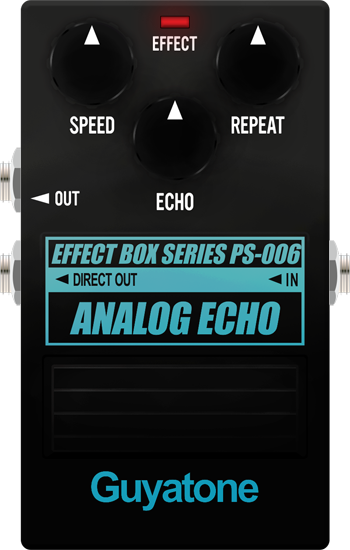 EFFECT
SPEED
REPEAT
ECHO
◄ OUT
EFFECT BOX SERIES PS-006
◄ DIRECT OUT ◄ IN
ANALOG ECHO
Guyatone